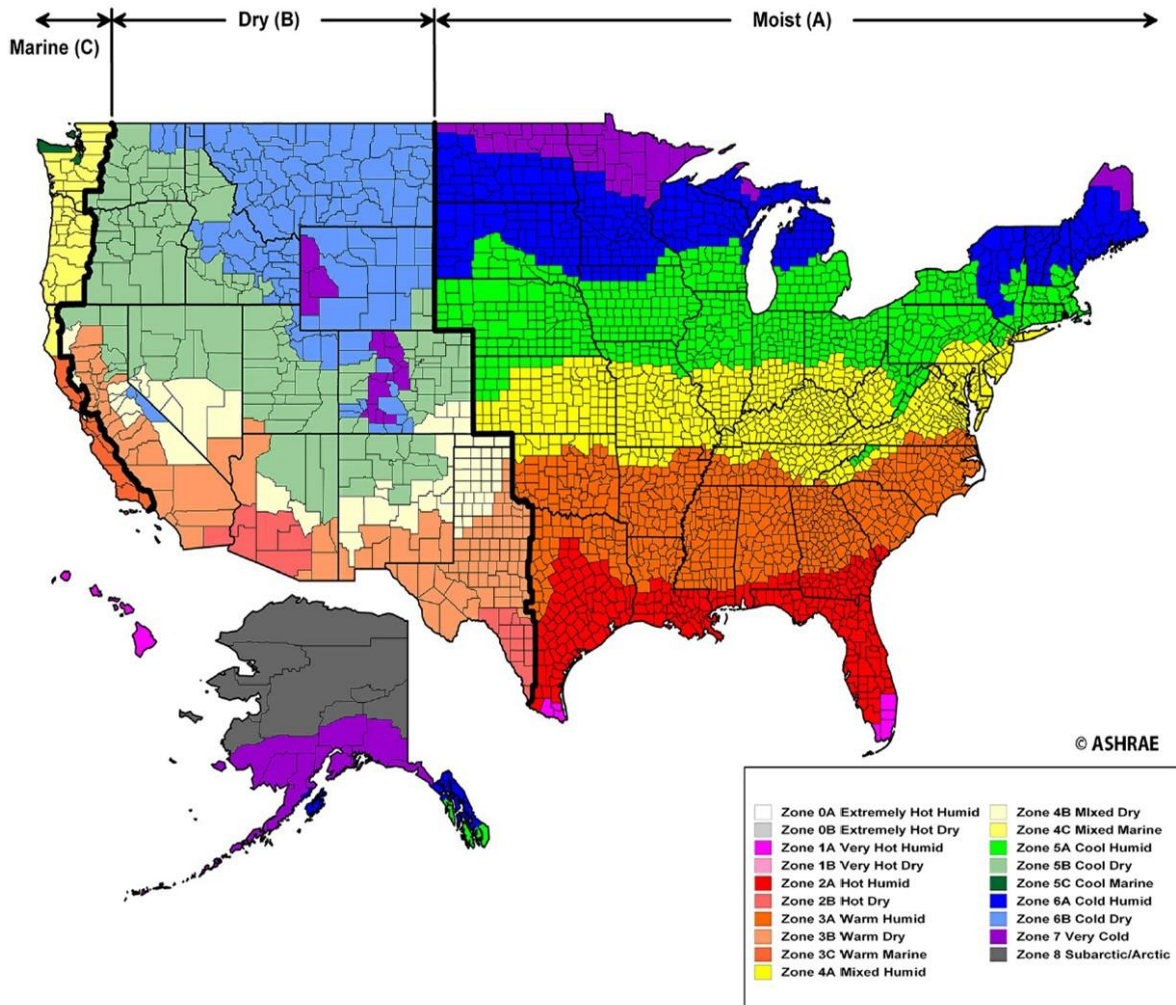 Dry (B)
Moist (A)
Marine (C)
© ASHRAE
Zone 0A Extremely Hot Humid
Zone 0B Extremely Hot Dry
Zone 1A Very Hot Humid
Zone 1B Very Hot Dry
Zone 2A Hot Humid
Zone 2B Hot Dry
Zone 3A Warm Humid
Zone 3B Warm Dry
Zone 3C Warm Marine
Zone 4A Mixed Humid
Zone 4B Mixed Dry
Zone 4C Mixed Marine
Zone 5A Cool Humid
Zone 5B Cool Dry
Zone 5C Cool Marine
Zone 6A Cold Humid
Zone 6B Cold Dry
Zone 7 Very Cold
Zone 8 Subarctic/Arctic